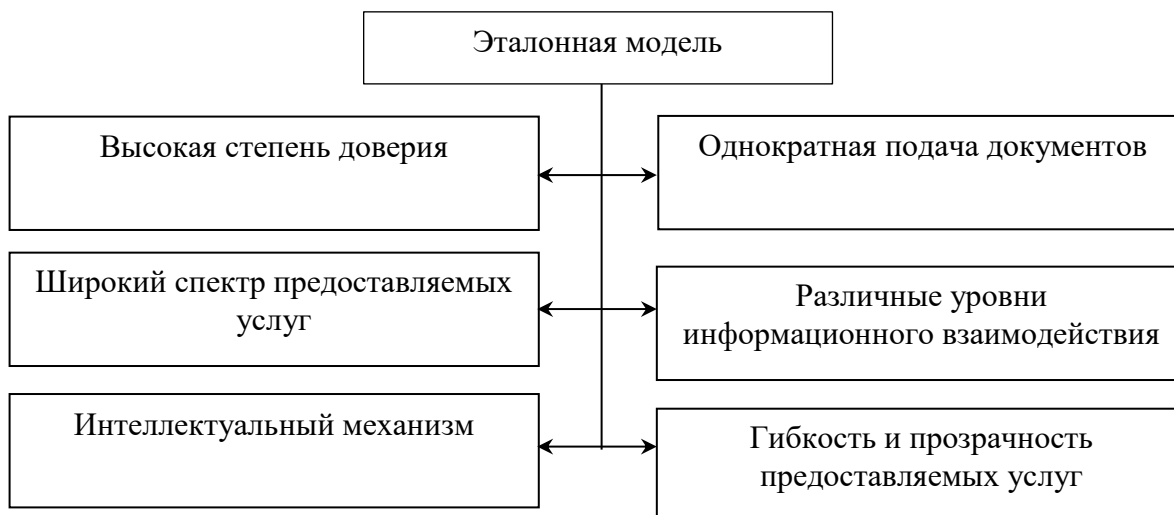 Эталонная модель
Высокая степень доверия
Однократная подача документов
Широкий спектр предоставляемых
услуг
Различные уровни
информационного взаимодействия
Интеллектуальный механизм
Гибкость и прозрачность
предоставляемых услуг